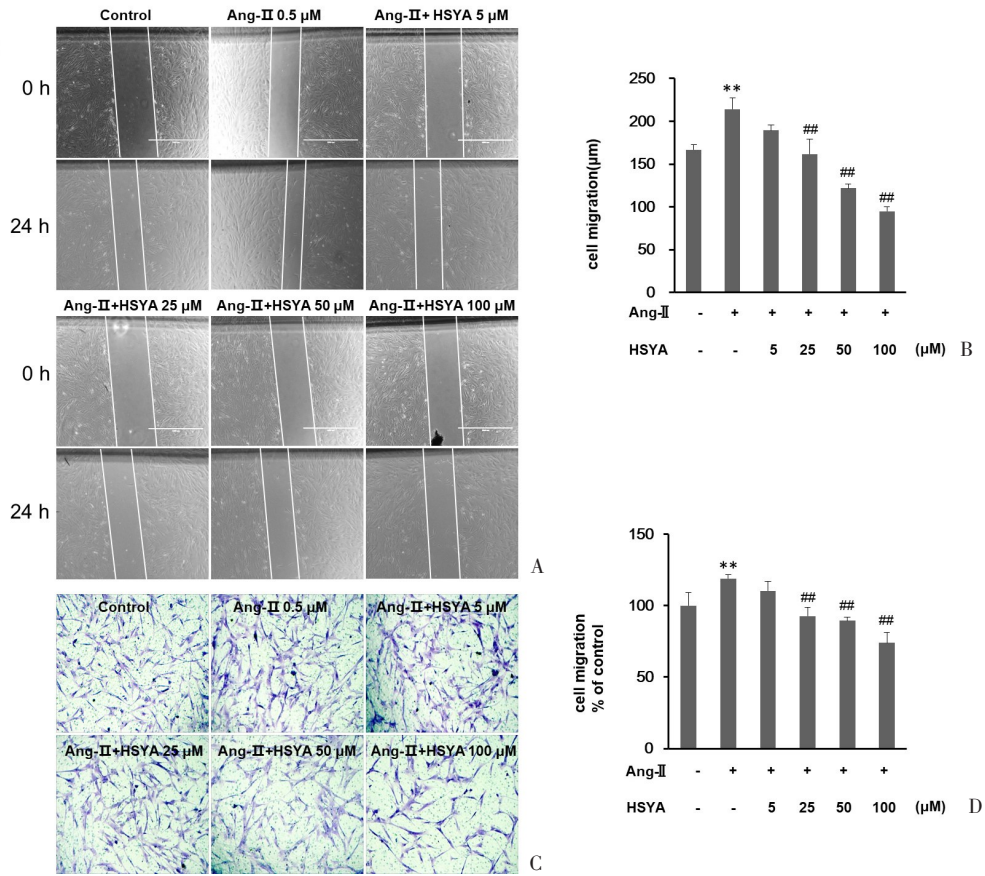 Control Ang-Ⅱ 0.5 μM Ang-Ⅱ+ HSYA 5 μM
0 h
24 h
Ang-Ⅱ+HSYA 25 μM Ang-Ⅱ+HSYA 50 μM Ang-Ⅱ+HSYA 100 μM
0 h
24 h
A
cell migration(μm)
250
200
150
100
50
0
** ## ## ##
Ang-Ⅱ - + + + + +
HSYA - - 5 25 50 100 (μM)
B
Control Ang-Ⅱ 0.5 μM Ang-Ⅱ+HSYA 5 μM
Ang-Ⅱ+HSYA 25 μM Ang-Ⅱ+HSYA 50 μM Ang-Ⅱ+HSYA 100 μM
C
cell migration
% of control
150
100
50
0
** ## ## ##
Ang-Ⅱ - + + + + +
HSYA - - 5 25 50 100 (μM)
D